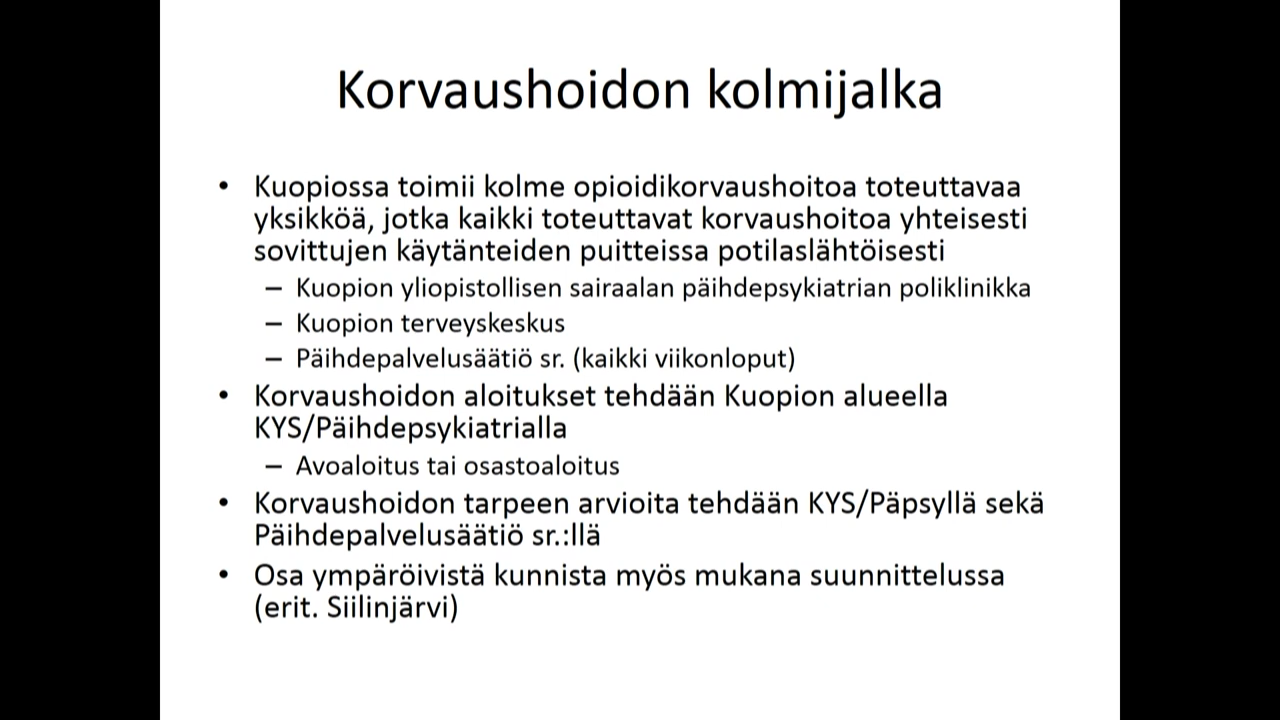 Korvaushoidon kolmijalka
• Kuopiossa toimii kolme opioidikorvaushoitoa toteuttavaa
yksikköä, jotka kaikki toteuttavat korvaushoitoa yhteisesti
sovittujen käytänteiden puitteissa potilaslähtöisesti
– Kuopion yliopistollisen sairaalan päihdepsykiatrian poliklinikka
– Kuopion terveyskeskus
– Päihdepalvelusäätiö sr. (kaikki viikonloput)
• Korvaushoidon aloitukset tehdään Kuopion alueella
KYS/Päihdepsykiatrialla
– Avoaloitus tai osastoaloitus
• Korvaushoidon tarpeen arvioita tehdään KYS/Päpsyllä sekä
Päihdepalvelusäätiö sr.:llä
• Osa ympäröivistä kunnista myös mukana suunnittelussa
(erit. Siilinjärvi)